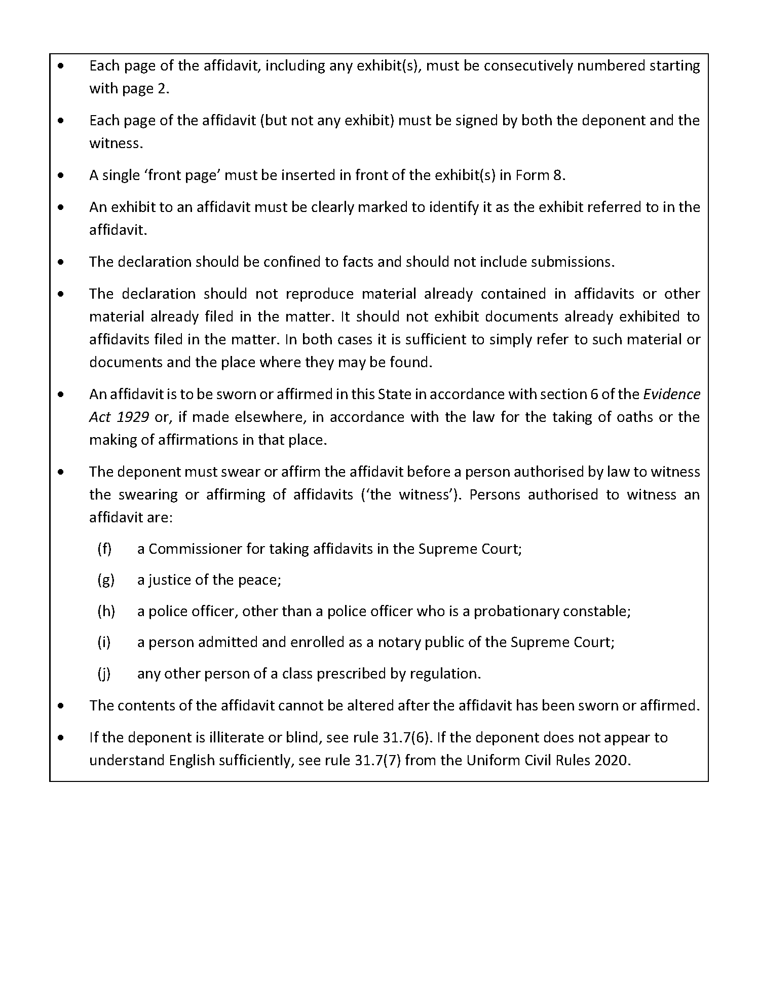 • Each page of the affidavit, including any exhibit(s), must be consecutively numbered starting
with page 2.
• Each page of the affidavit (but not any exhibit) must be signed by both the deponent and the
witness.
• A single ‘front page’ must be inserted in front of the exhibit(s) in Form 8.
• An exhibit to an affidavit must be clearly marked to identify it as the exhibit referred to in the
affidavit.
• The declaration should be confined to facts and should not include submissions.
• The declaration should not reproduce material already contained in affidavits or other
material already filed in the matter. It should not exhibit documents already exhibited to
affidavits filed in the matter. In both cases it is sufficient to simply refer to such material or
documents and the place where they may be found.
• An affidavit is to be sworn or affirmed in this State in accordance with section 6 of the Evidence
Act 1929 or, if made elsewhere, in accordance with the law for the taking of oaths or the
making of affirmations in that place.
• The deponent must swear or affirm the affidavit before a person authorised by law to witness
the swearing or affirming of affidavits (‘the witness’). Persons authorised to witness an
affidavit are:
(f) a Commissioner for taking affidavits in the Supreme Court;
(g) a justice of the peace;
(h) a police officer, other than a police officer who is a probationary constable;
(i) a person admitted and enrolled as a notary public of the Supreme Court;
(j) any other person of a class prescribed by regulation.
• The contents of the affidavit cannot be altered after the affidavit has been sworn or affirmed.
• If the deponent is illiterate or blind, see rule 31.7(6). If the deponent does not appear to
understand English sufficiently, see rule 31.7(7) from the Uniform Civil Rules 2020.